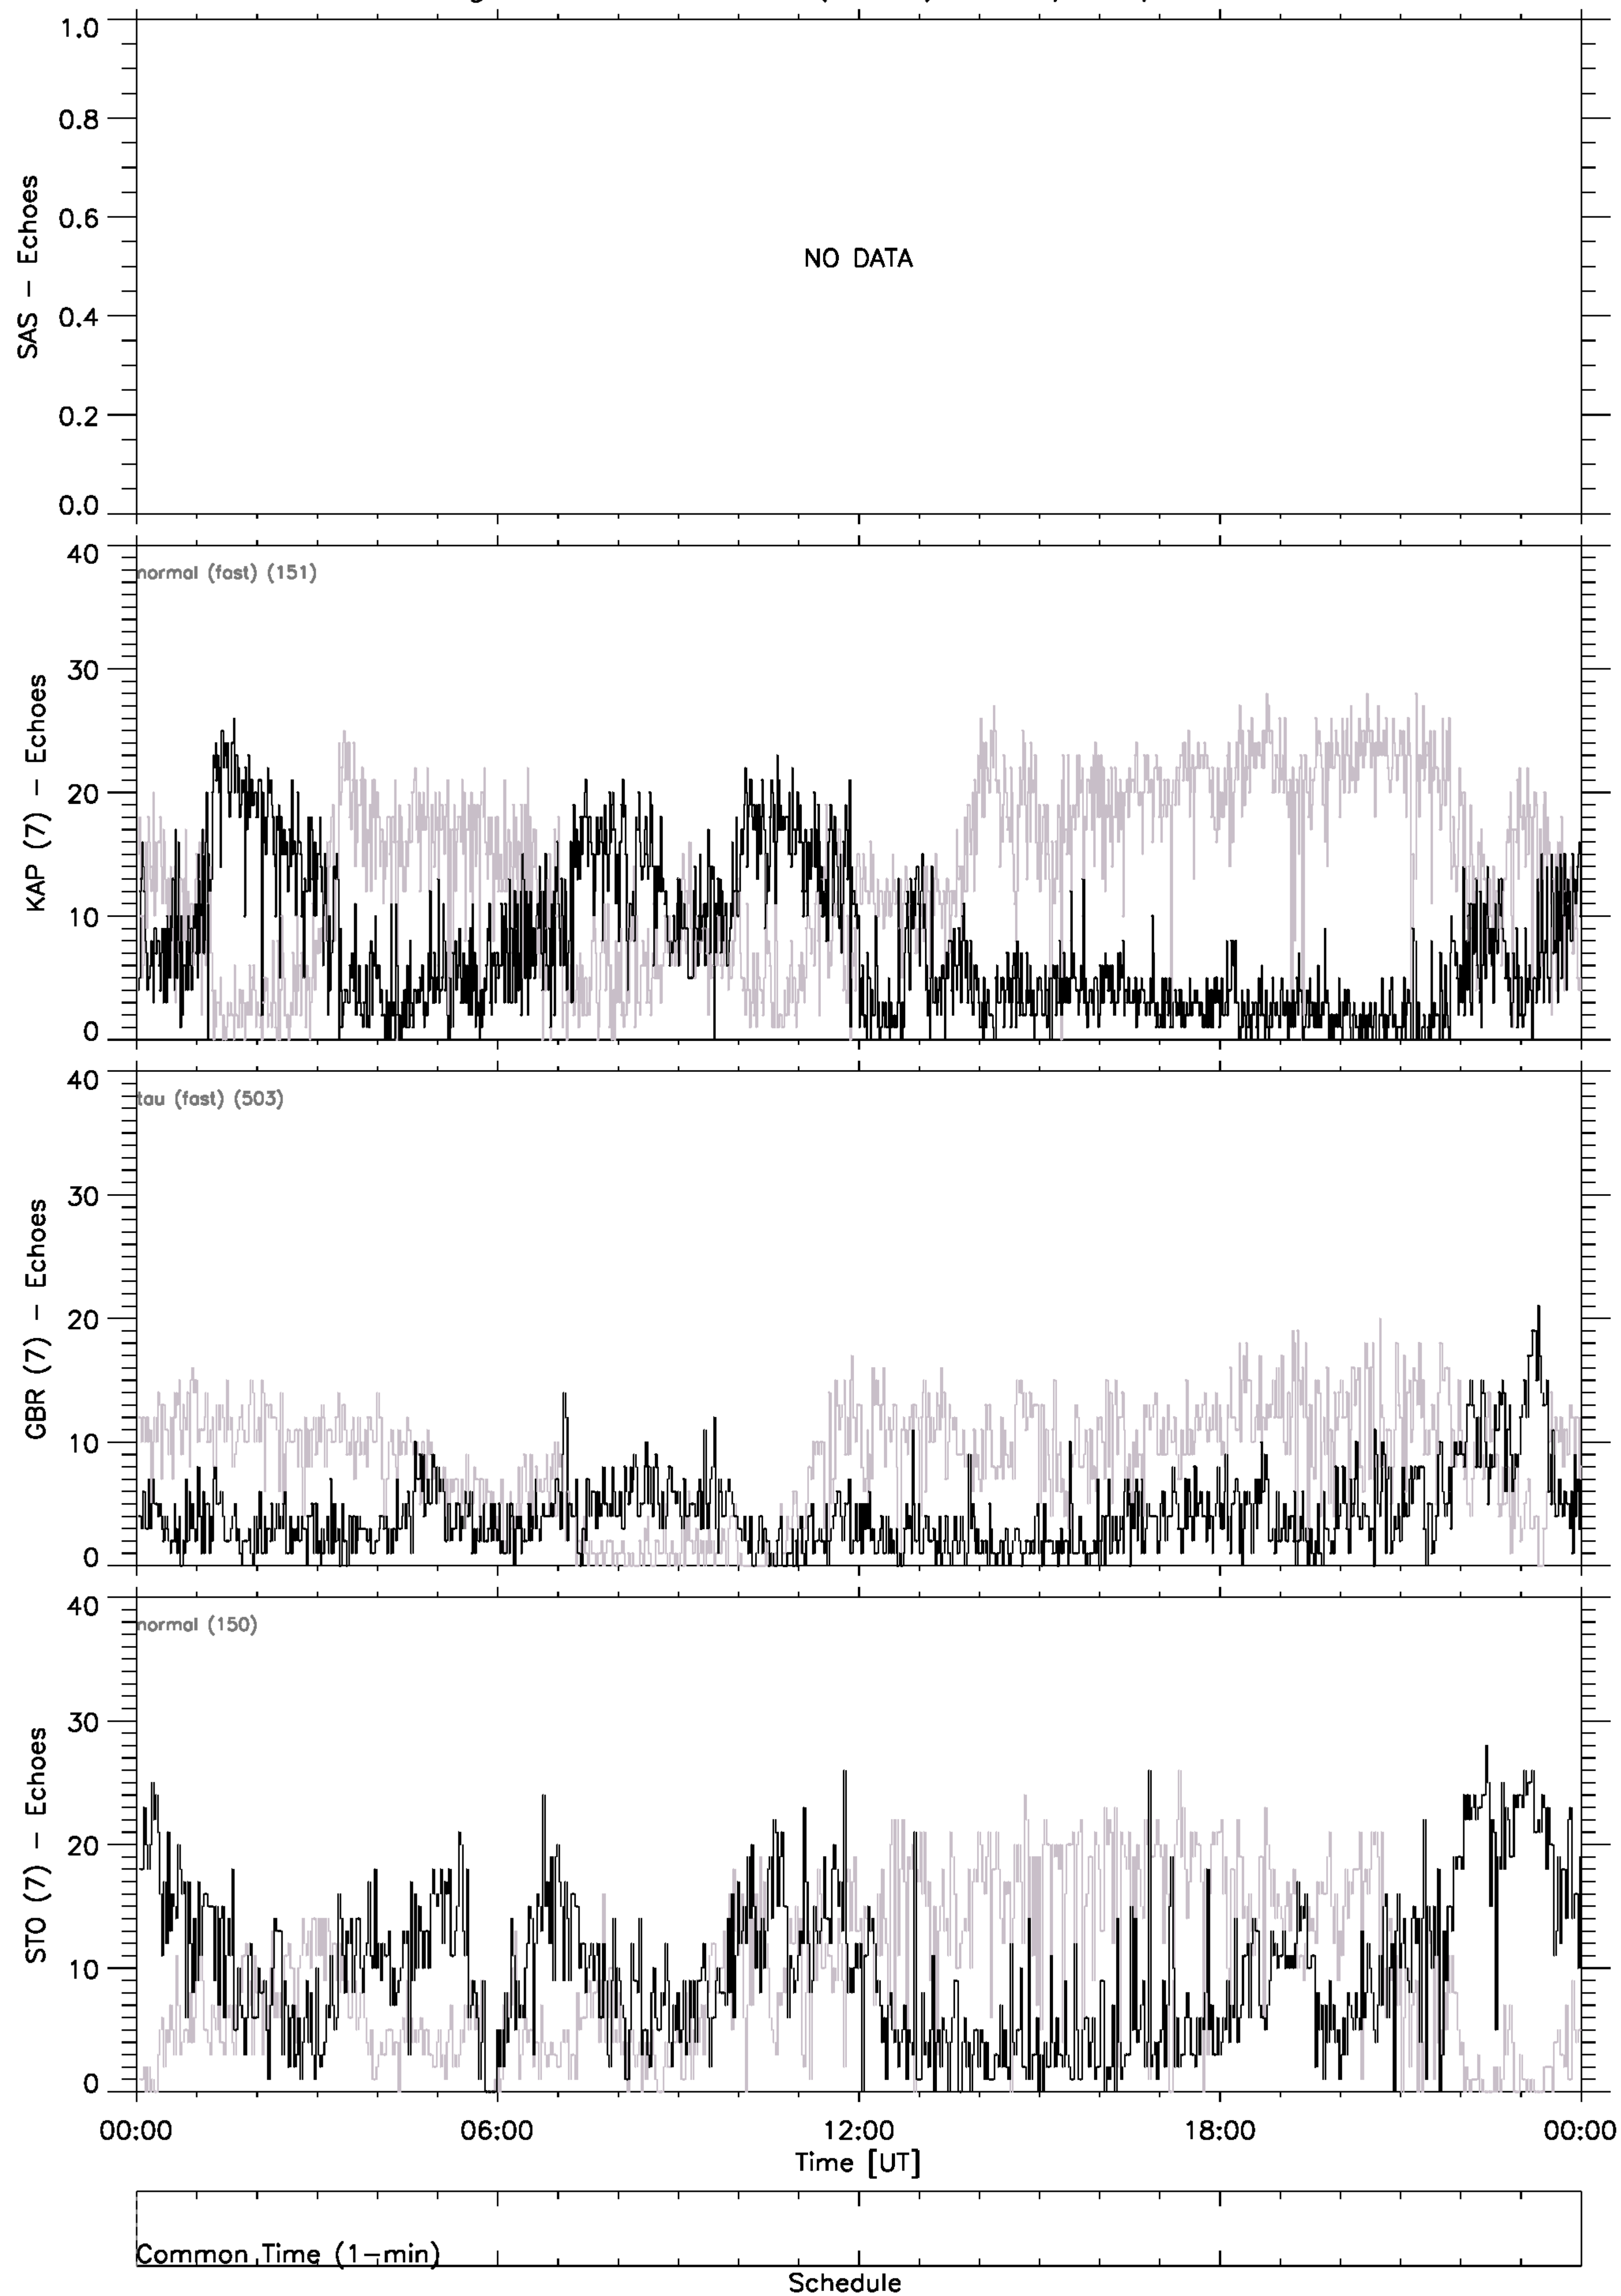 1.0
0.8
0.6
0.4
0.2
0.0
SAS - Echoes
NO DATA
40
30
20
10
0
KAP (7) - Echoes
normal (fast) (151)
40
30
20
10
0
GBR (7) - Echoes
tau (fast) (503)
40
30
20
10
0
STO (7) - Echoes
normal (150)
00:00 06:00 12:00 18:00 00:00
Time [UT]
Common Time (1-min)
Schedule